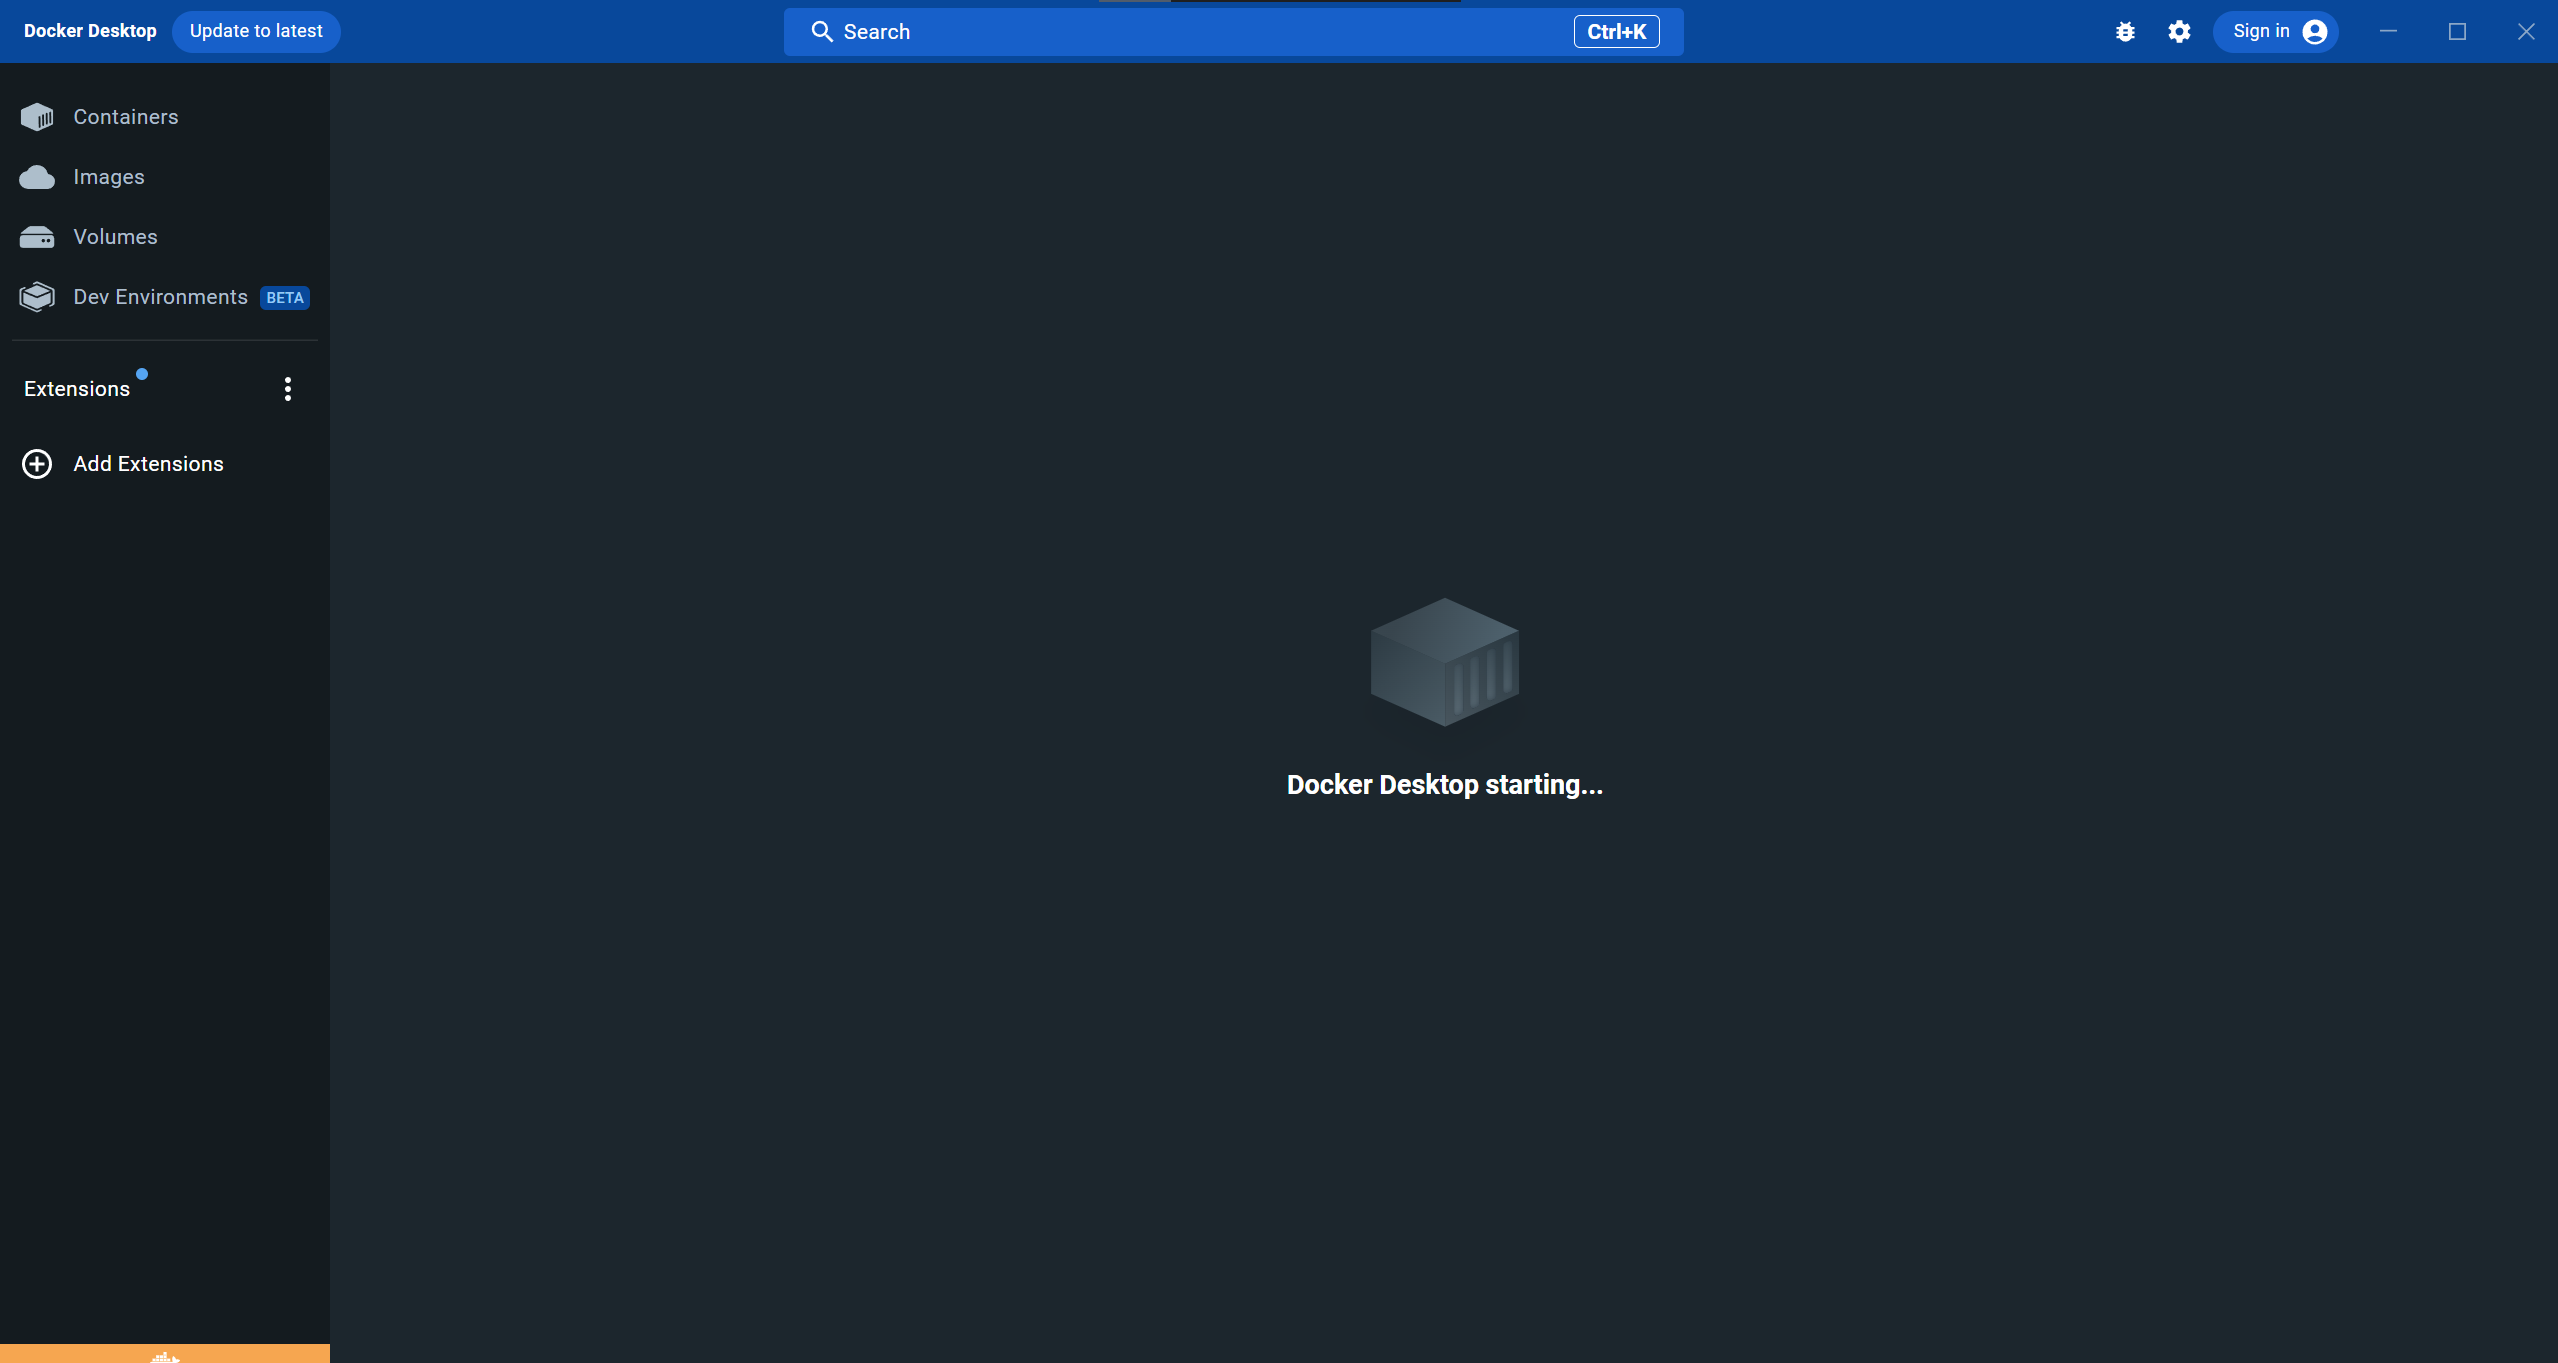 Docker Desktop
Update to latest
Search
Ctrl+K
Sign in
Containers
Images
Volumes
Dev Environments BETA
Extensions
Add Extensions
Docker Desktop starting...